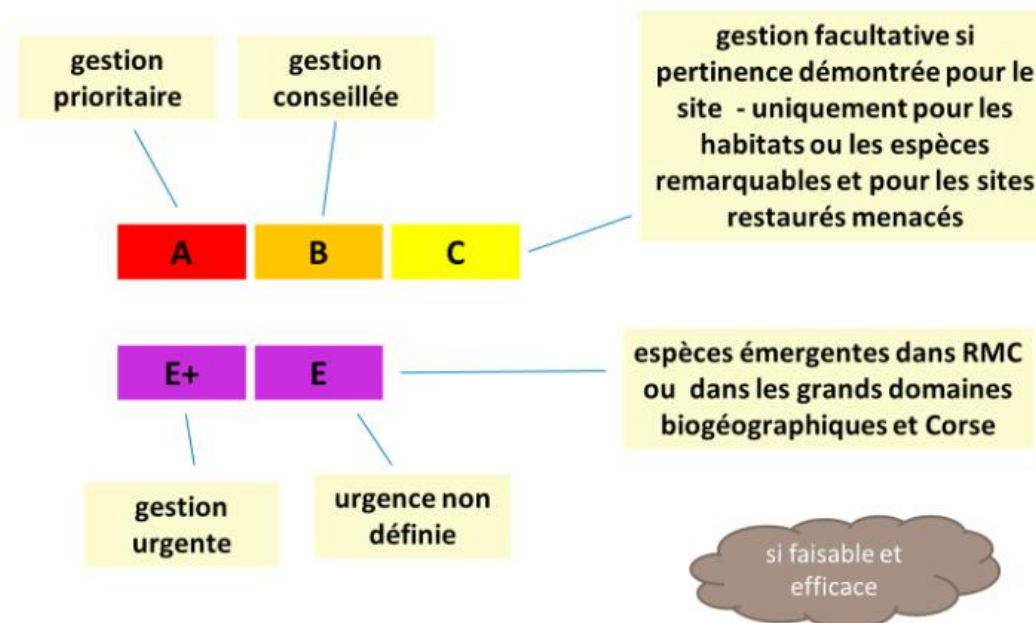 gestion
prioritaire
gestion
conseillée
gestion facultative si
pertinence démontrée pour le
site - uniquement pour les
habitats ou les espèces
remarquables et pour les sites
restaurés menacés
A
B
C
E+
E
espèces émergentes dans RMC
ou dans les grands domaines
biogéographiques et Corse
gestion
urgente
urgence non
définie
si faisable et
efficace